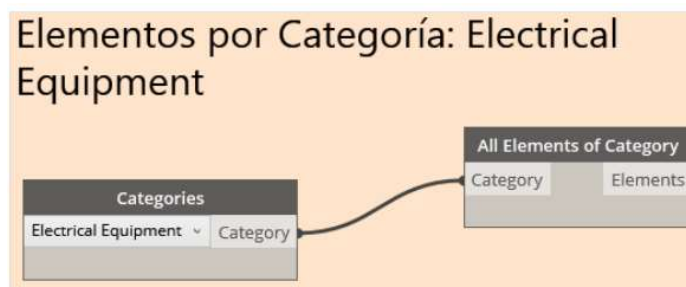 Elementos por Categoría: Electrical
Equipment
All Elements of Category
Category Elements
Categories
Electrical Equipment Category